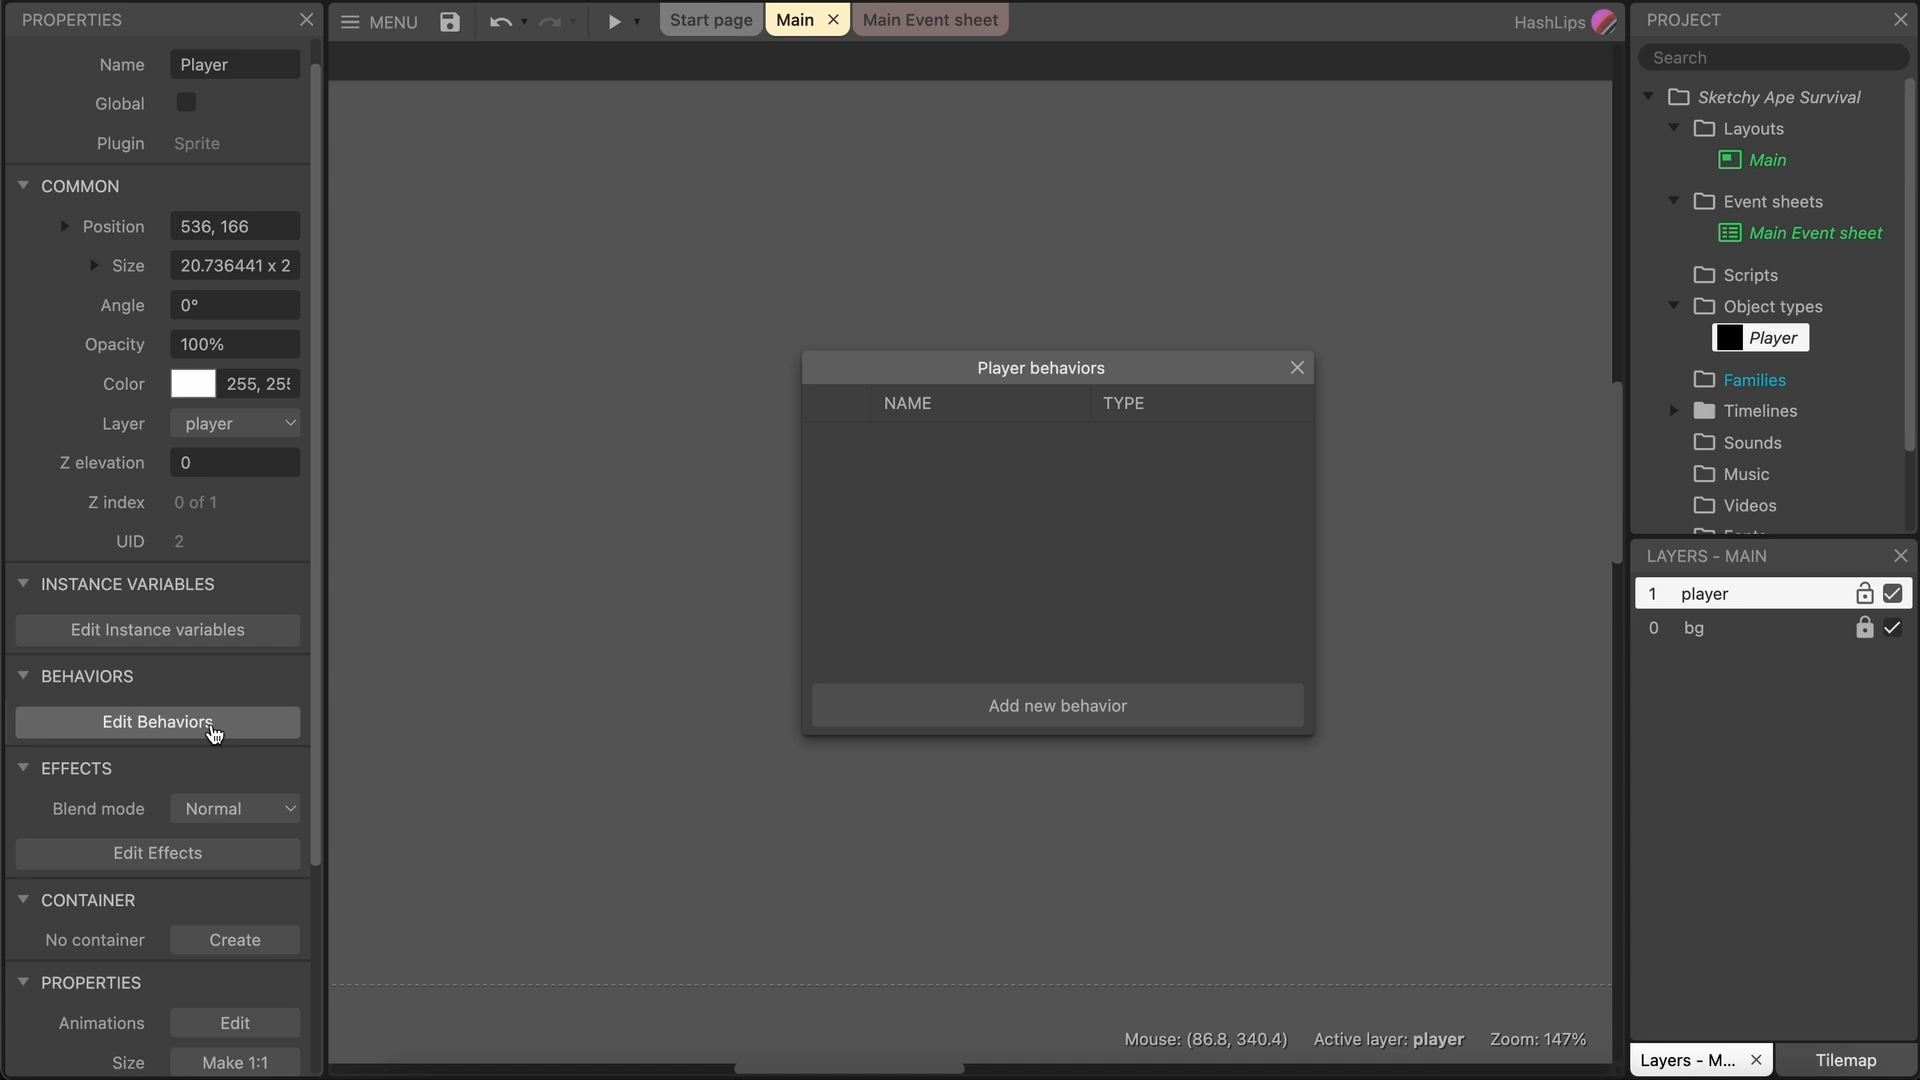 PROPERTIES
Name Player
Global
Plugin Sprite
COMMON
Position 536, 166
Size 20.736441 x 2
Angle 0°
Opacity 100%
Color 255, 255
Layer player
Z elevation 0
Z index 0 of 1
UID 2
INSTANCE VARIABLES
Edit Instance variables
BEHAVIORS
Edit Behaviors
EFFECTS
Blend mode Normal
Edit Effects
CONTAINER
No container Create
PROPERTIES
Animations Edit
Size Make 1:1
MENU
Start page
Main
Main Event sheet
HashLips
Player behaviors
NAME TYPE
Add new behavior
Mouse: (86.8, 340.4) Active layer: player Zoom: 147%
PROJECT
Search
Sketchy Ape Survival
Layouts
Main
Event sheets
Main Event sheet
Scripts
Object types
Player
Families
Timelines
Sounds
Music
Videos
LAYERS - MAIN
1 player
0 bg
Layers - M...
Tilemap